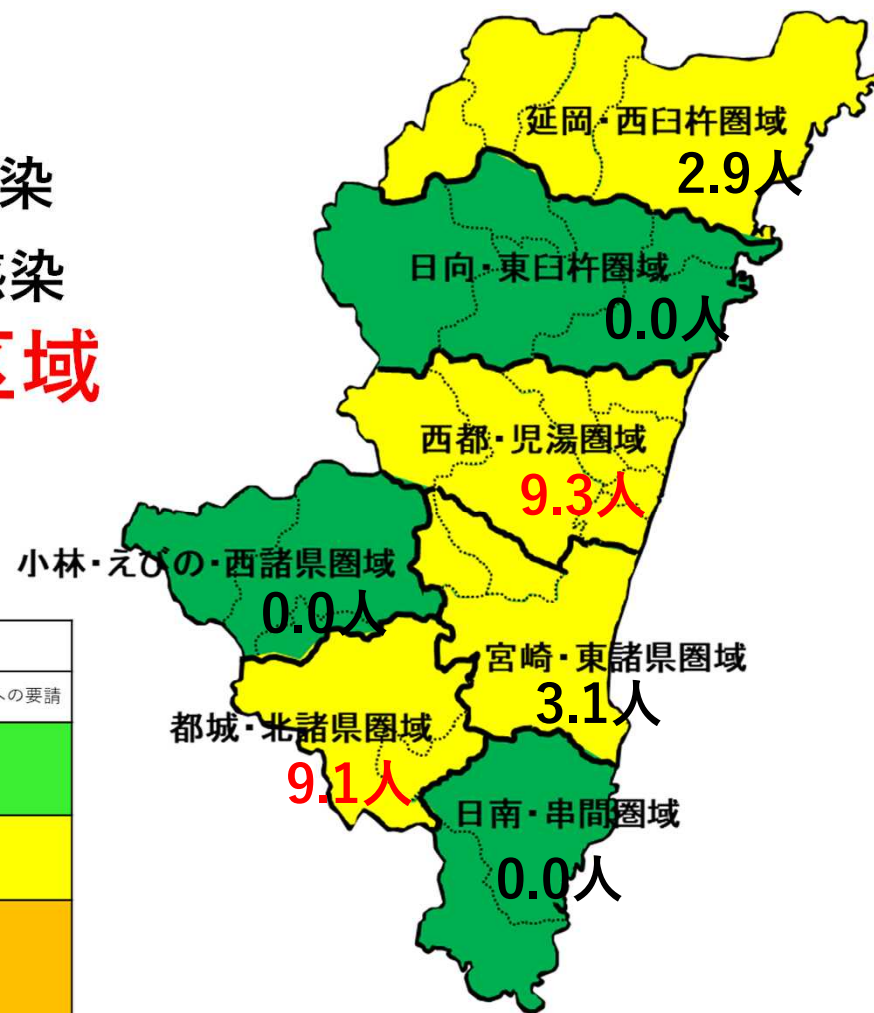 染
感染
区域
延岡・西臼杵圏域
2.9人
日向・東臼杵圏域
0.0人
西都・児湯圏域
9.3人
小林・えびの・西諸県圏域
0.0人
宮崎・東諸県圏域
3.1人
都城・北諸県圏域
9.1人
日南・串間圏域
0.0人
への要請